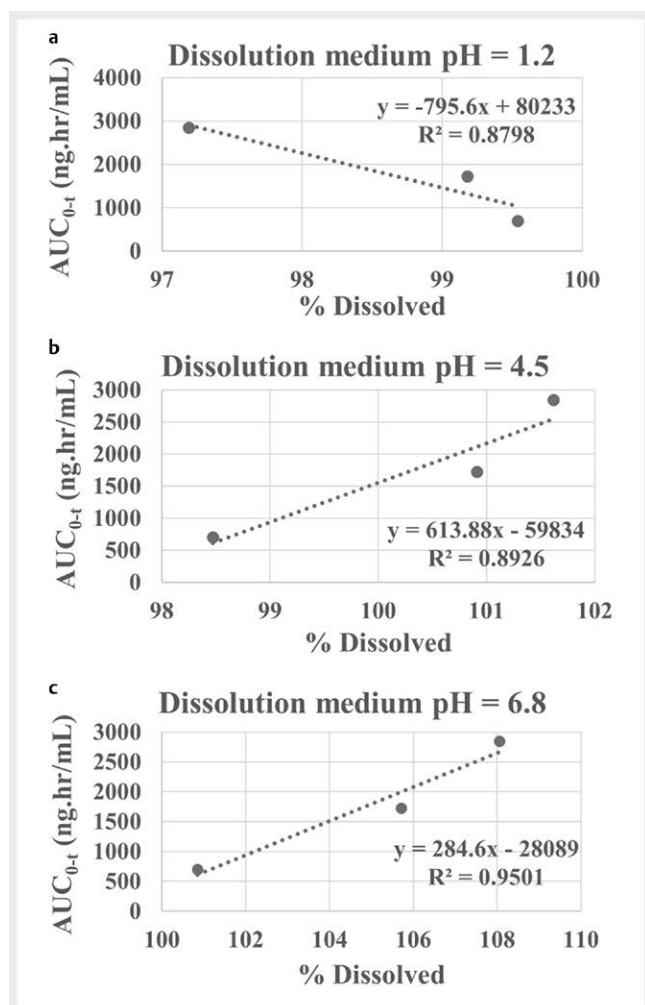 a
Dissolution medium pH = 1.2
AUC0-t (ng.hr/mL)
4000
3000
2000
1000
0
y = -795.6x + 80233
R² = 0.8798
97 98 99 100
% Dissolved
b
Dissolution medium pH = 4.5
AUC0-t (ng.hr/mL)
3000
2500
2000
1500
1000
500
0
y = 613.88x - 59834
R² = 0.8926
98 99 100 101 102
% Dissolved
c
Dissolution medium pH = 6.8
AUC0-t (ng.hr/mL)
3000
2500
2000
1500
1000
500
0
y = 284.6x - 28089
R² = 0.9501
100 102 104 106 108 110
% Dissolved